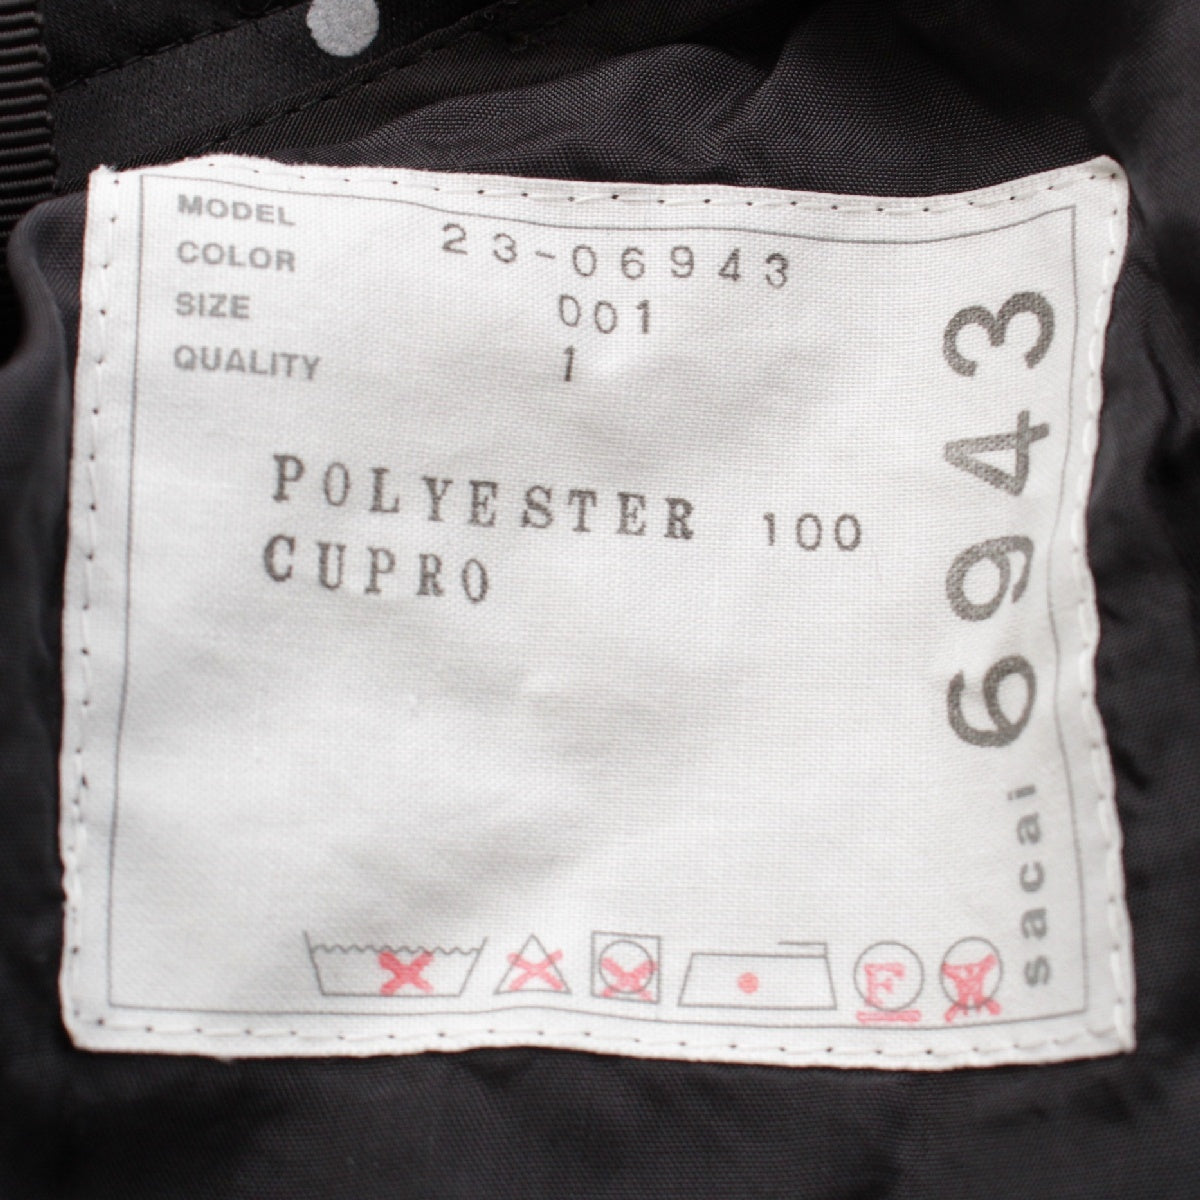 MODEL 23-06943
COLOR 001
SIZE 1
QUALITY
POLYESTER 100
CUPRO
F
W
sacai 6943